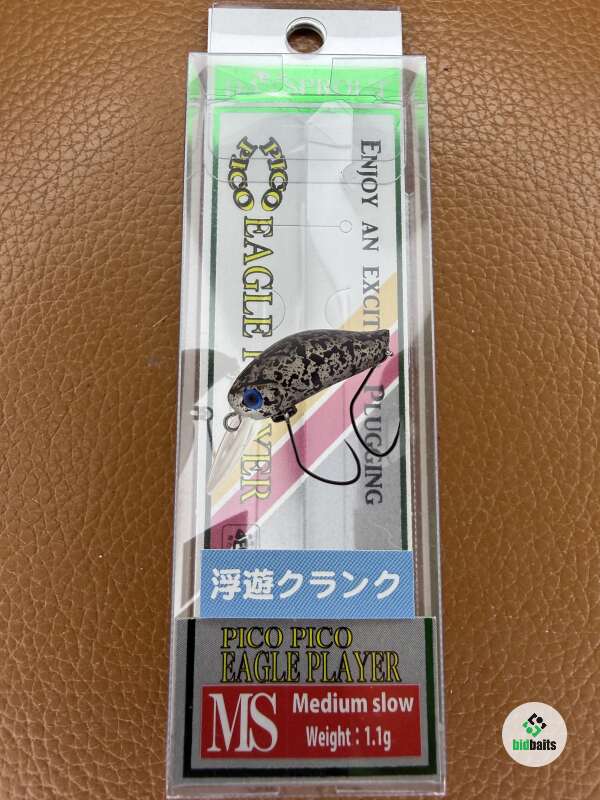 PICO
PICO
EAGLE PLAYER
ENJOY AN EXCIT
PLUGGING
浮遊クランク
PICO PICO
EAGLE PLAYER
MS
Medium slow
Weight：1.1g
bidbaits